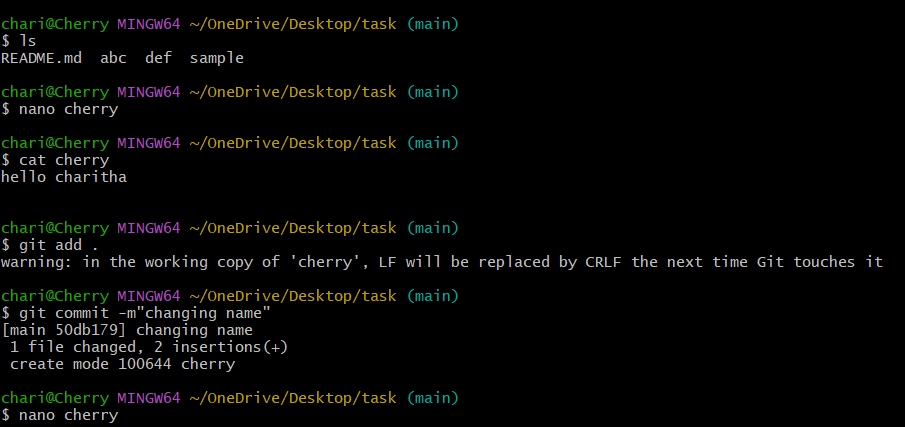 chari@Cherry MINGW64 ~/OneDrive/Desktop/task (main)
$ ls
README.md  abc  def  sample
chari@Cherry MINGW64 ~/OneDrive/Desktop/task (main)
$ nano cherry
chari@Cherry MINGW64 ~/OneDrive/Desktop/task (main)
$ cat cherry
hello charitha
chari@Cherry MINGW64 ~/OneDrive/Desktop/task (main)
$ git add .
warning: in the working copy of 'cherry', LF will be replaced by CRLF the next time Git touches it
chari@Cherry MINGW64 ~/OneDrive/Desktop/task (main)
$ git commit -m"changing name"
[main 50db179] changing name
 1 file changed, 2 insertions(+)
 create mode 100644 cherry
chari@Cherry MINGW64 ~/OneDrive/Desktop/task (main)
$ nano cherry